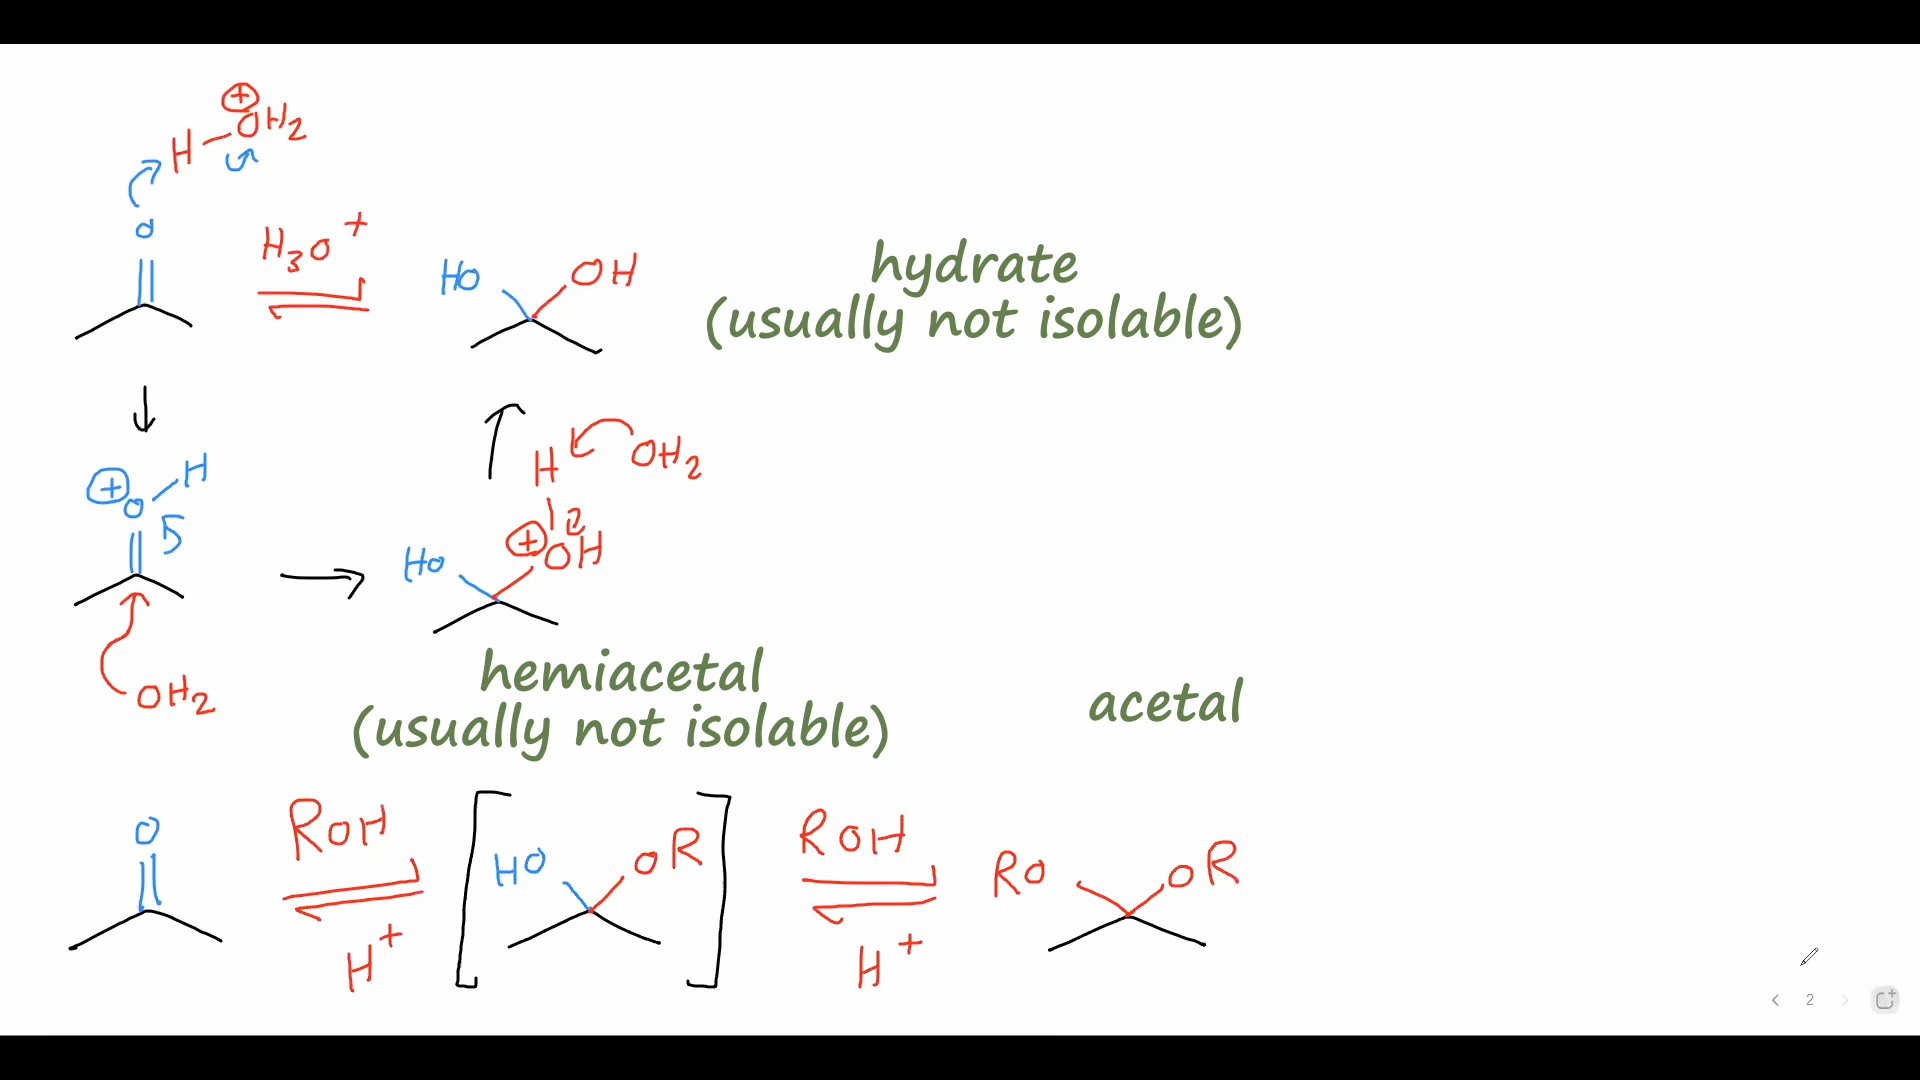 ⊕
H-OH2
O
H3O+
HO OH
hydrate
(usually not isolable)
H OH2
⊕ O H
HO ⊕ OH
OH2
hemiacetal
(usually not isolable)
acetal
O
ROH
HO OR
ROH
RO OR
H+
H+
2